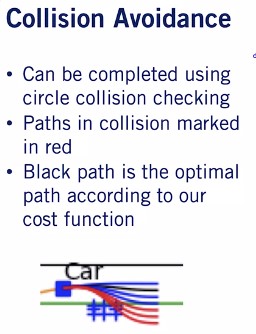 Collision Avoidance
• Can be completed using
circle collision checking
• Paths in collision marked
in red
• Black path is the optimal
path according to our
cost function
Car